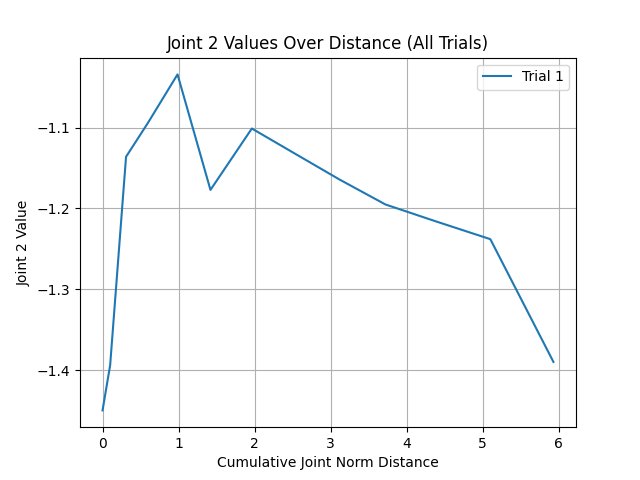 Joint 2 Values Over Distance (All Trials)
Trial 1
−1.1
−1.2
−1.3
−1.4
Joint 2 Value
0 1 2 3 4 5 6
Cumulative Joint Norm Distance